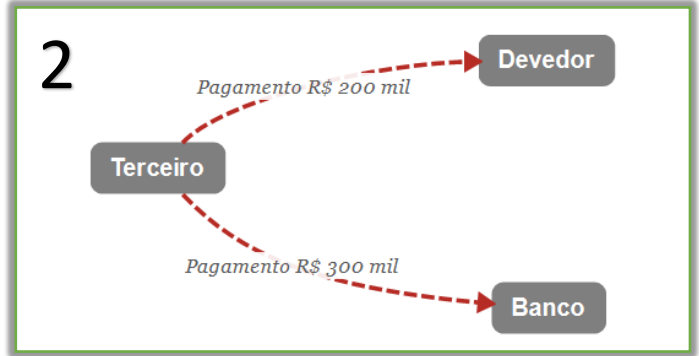 2
Devedor
Pagamento R$ 200 mil
Terceiro
Pagamento R$ 300 mil
Banco